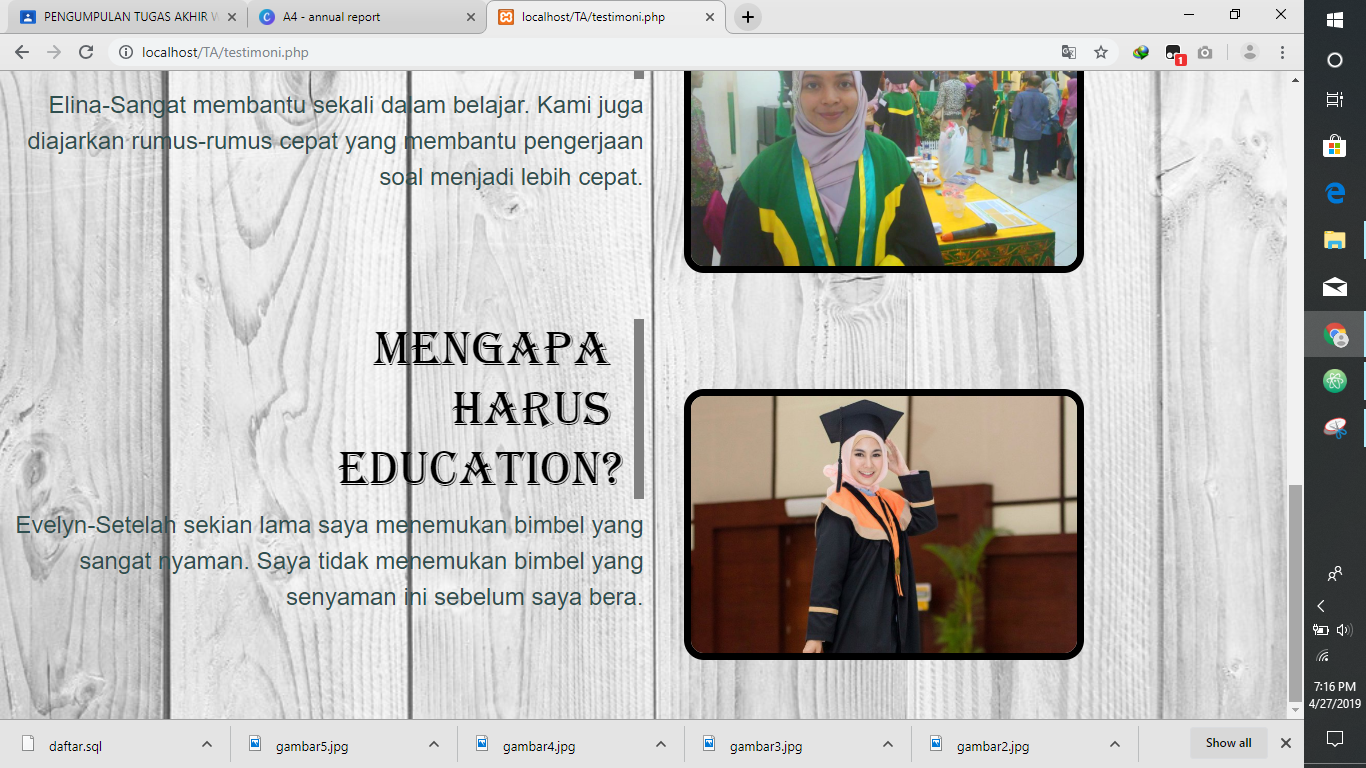 PENGUMPULAN TUGAS AKHIR
A4 - annual report
localhost/TA/testimoni.php
localhost/TA/testimoni.php
1
Elina-Sangat membantu sekali dalam belajar. Kami juga
diajarkan rumus-rumus cepat yang membantu pengerjaan
soal menjadi lebih cepat.
MENGAPA
HARUS
EDUCATION?
Evelyn-Setelah sekian lama saya menemukan bimbel yang
sangat nyaman. Saya tidak menemukan bimbel yang
senyaman ini sebelum saya bera.
7:16 PM
4/27/2019
daftar.sql
gambar5.jpg
gambar4.jpg
gambar3.jpg
gambar2.jpg
Show all